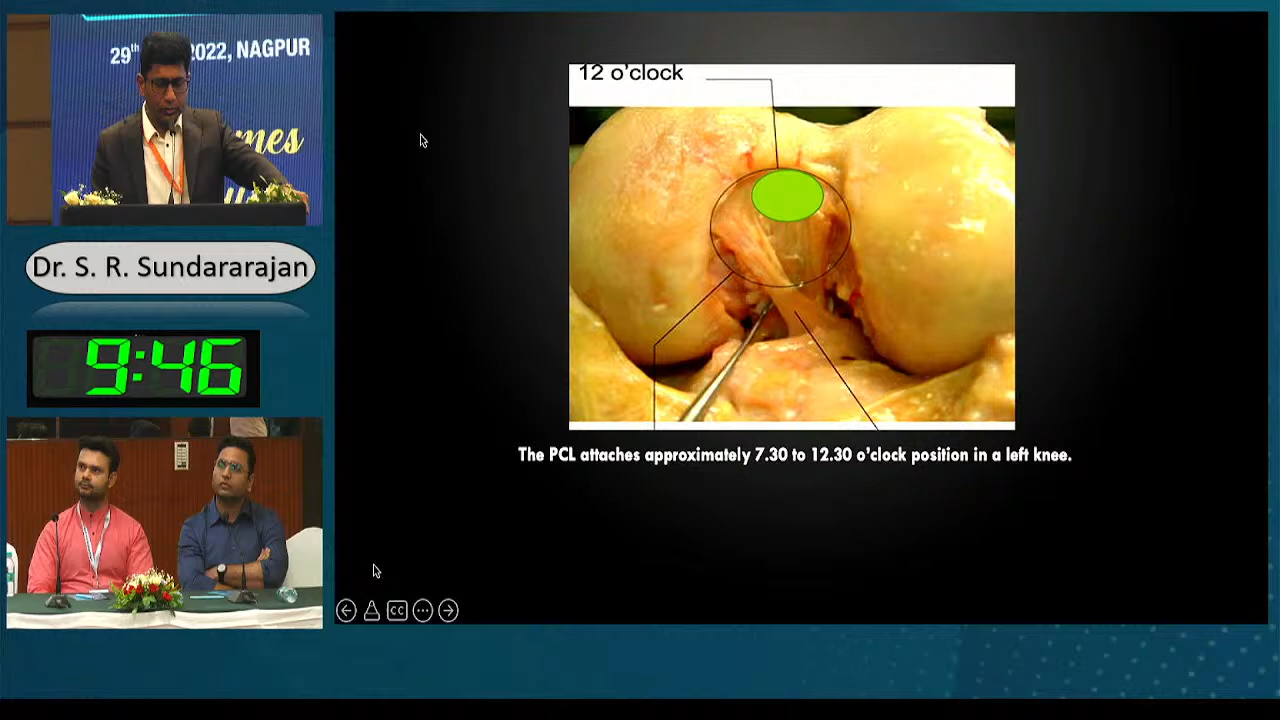 29th 2022, NAGPUR
Dr. S. R. Sundararajan
9:46
12 o'clock
The PCL attaches approximately 7.30 to 12.30 o'clock position in a left knee.
CC